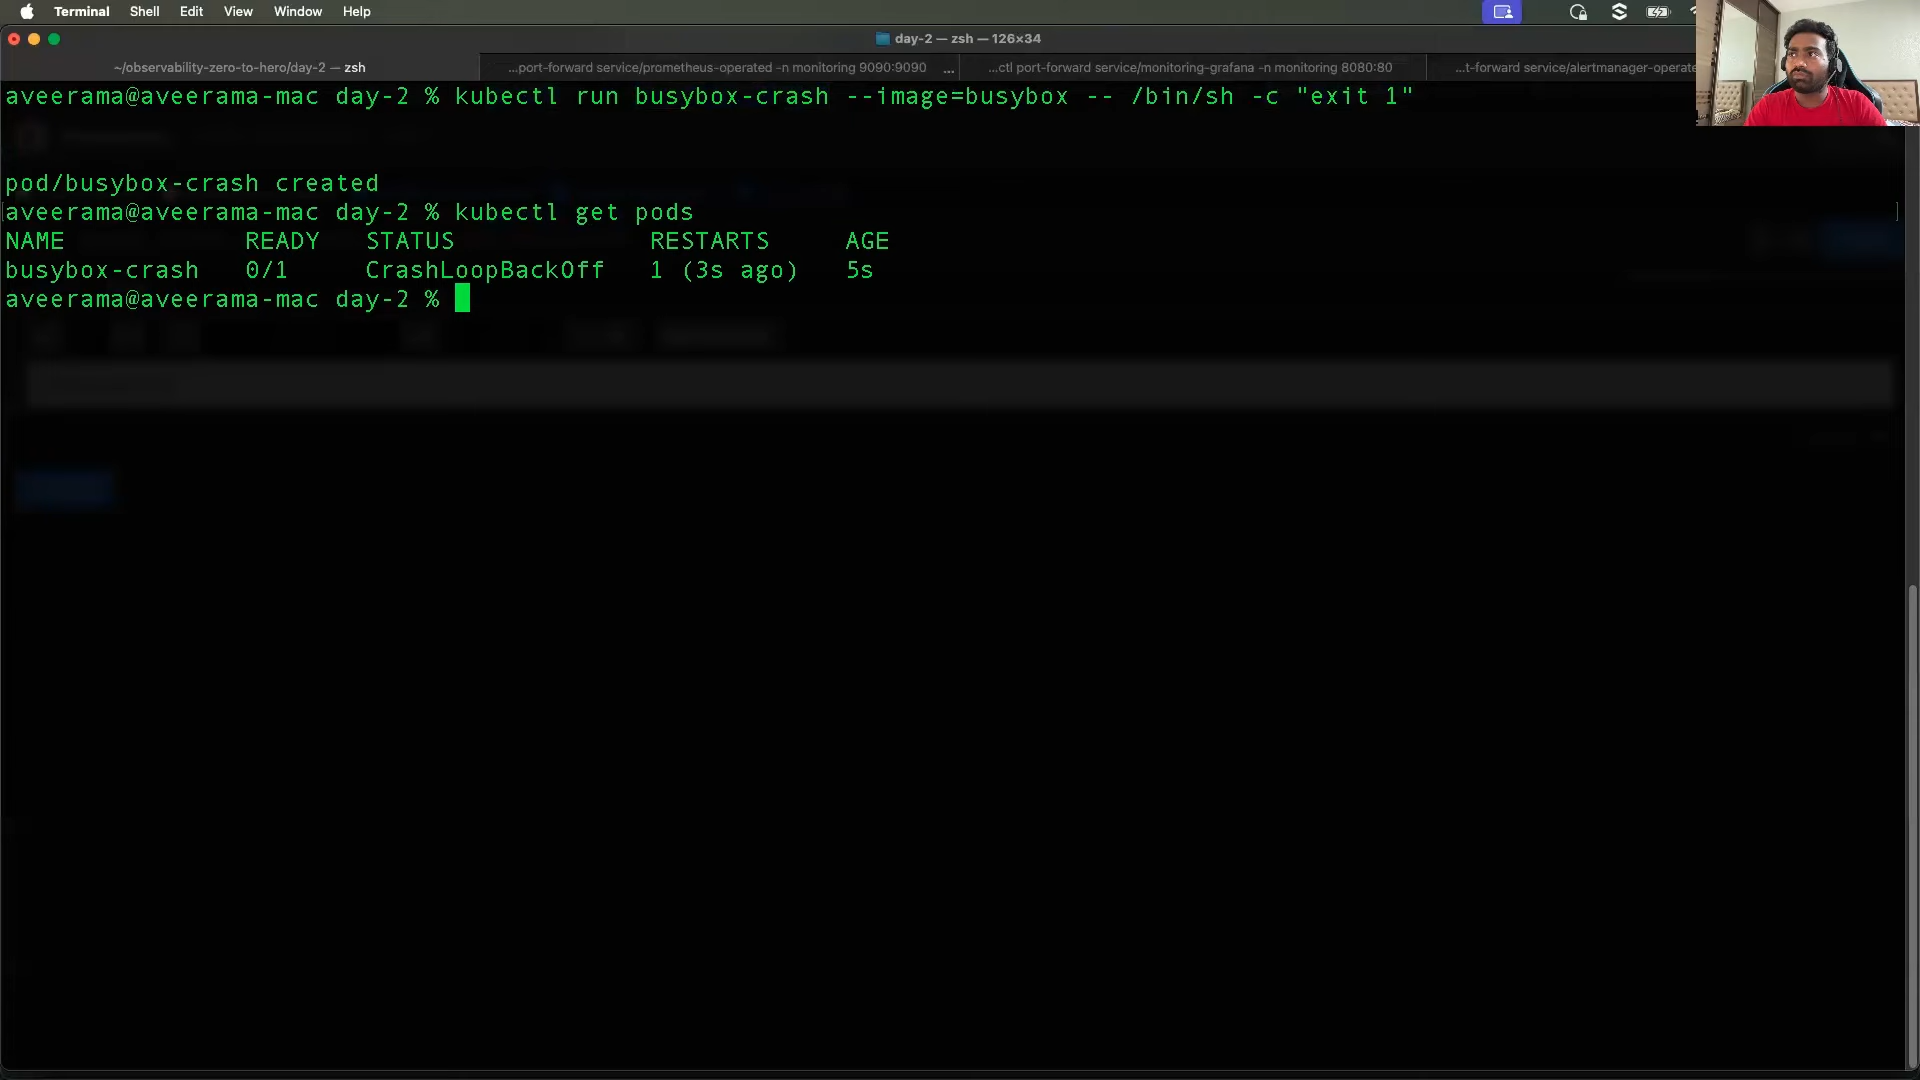 Terminal Shell Edit View Window Help
day-2 — zsh — 126×34
~/observability-zero-to-hero/day-2 — zsh ...port-forward service/prometheus-operated -n monitoring 9090:9090 ... ...ctl port-forward service/monitoring-grafana -n monitoring 8080:80 ...t-forward service/alertmanager-operate
aveerama@aveerama-mac day-2 % kubectl run busybox-crash --image=busybox -- /bin/sh -c "exit 1"
pod/busybox-crash created
aveerama@aveerama-mac day-2 % kubectl get pods
NAME READY STATUS RESTARTS AGE
busybox-crash 0/1 CrashLoopBackOff 1 (3s ago) 5s
aveerama@aveerama-mac day-2 %